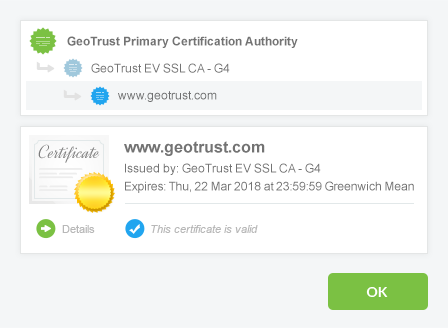 GeoTrust Primary Certification Authority
GeoTrust EV SSL CA - G4
www.geotrust.com
Certificate
www.geotrust.com
Issued by: GeoTrust EV SSL CA - G4
Expires: Thu, 22 Mar 2018 at 23:59:59 Greenwich Mean
Details
This certificate is valid
OK